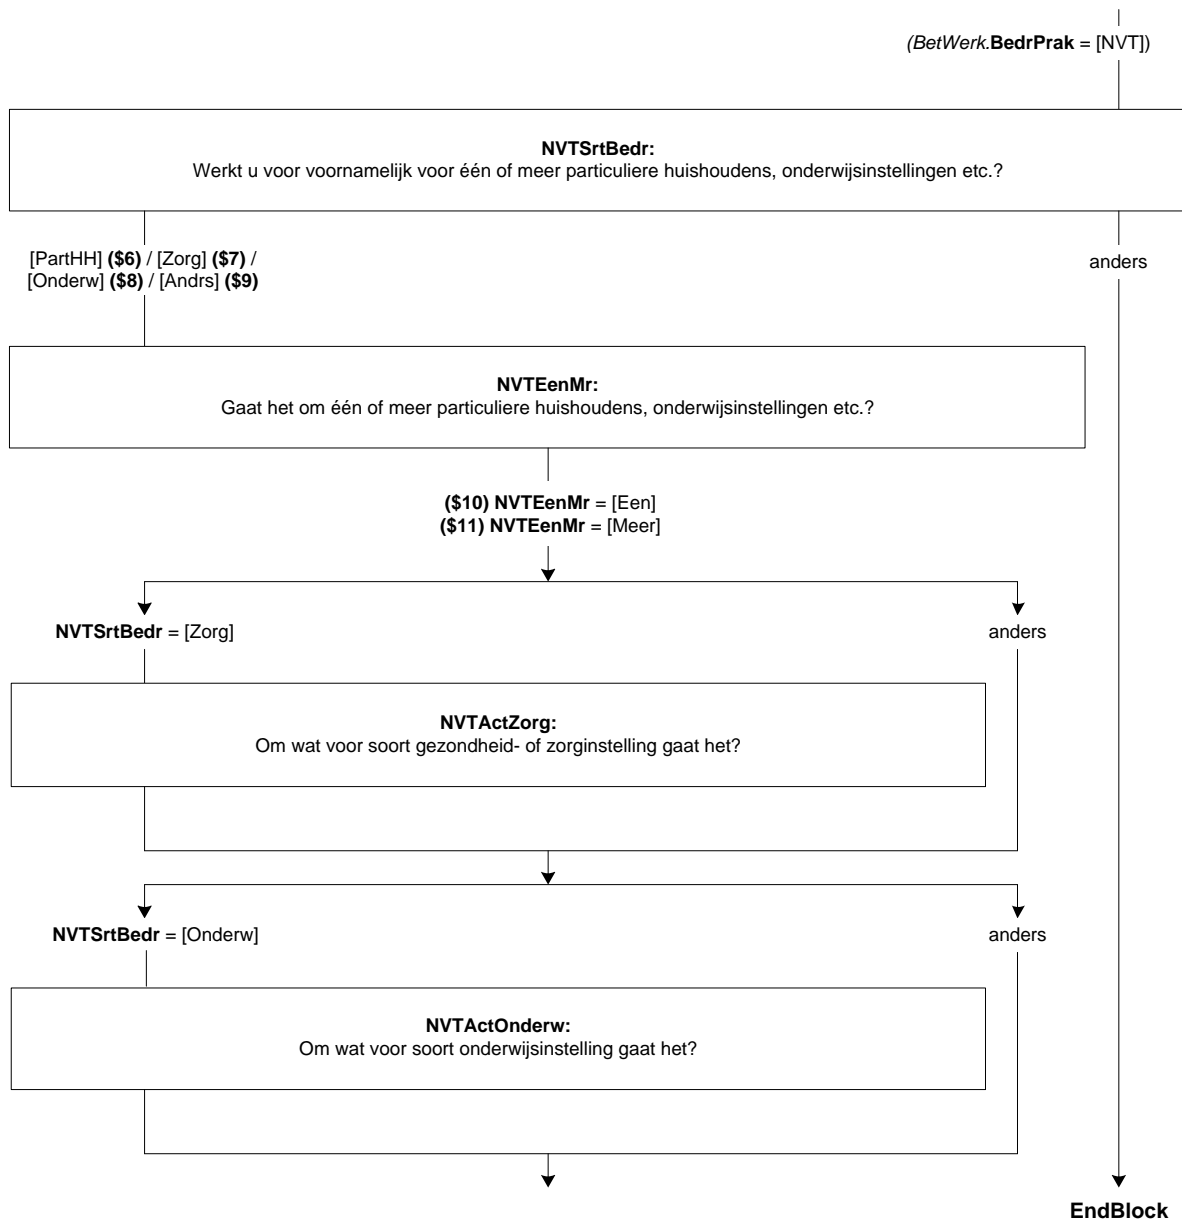 (BetWerk.BedrPrak = [NVT])
NVTSrtBedr:
Werkt u voor voornamelijk voor één of meer particuliere huishoudens, onderwijsinstellingen etc.?
[PartHH] ($6) / [Zorg] ($7) /
[Onderw] ($8) / [Andrs] ($9)
anders
NVTEenMr:
Gaat het om één of meer particuliere huishoudens, onderwijsinstellingen etc.?
($10) NVTEenMr = [Een]
($11) NVTEenMr = [Meer]
NVTSrtBedr = [Zorg]
anders
NVTActZorg:
Om wat voor soort gezondheid- of zorginstelling gaat het?
NVTSrtBedr = [Onderw]
anders
NVTActOnderw:
Om wat voor soort onderwijsinstelling gaat het?
EndBlock